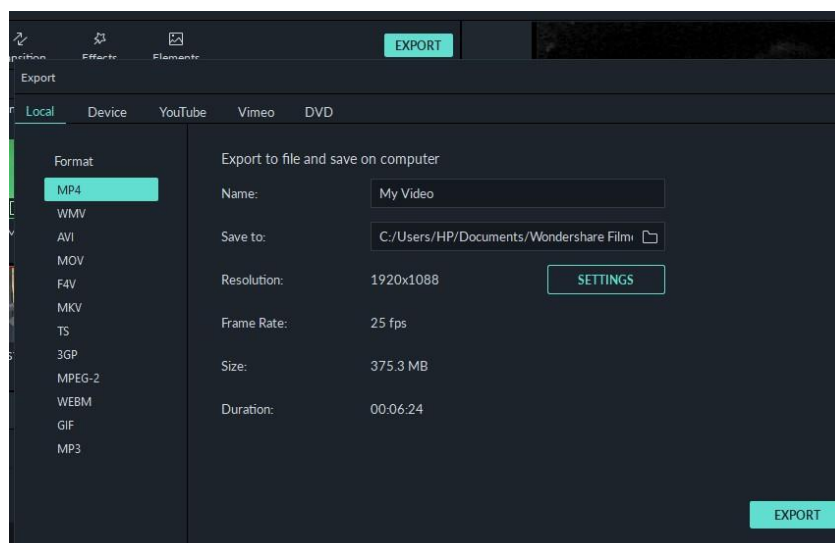 EXPORT
Effects
Elements
Export
Local Device YouTube Vimeo DVD
Format
MP4
WMV
AVI
MOV
F4V
MKV
TS
3GP
MPEG-2
WEBM
GIF
MP3
Export to file and save on computer
Name: My Video
Save to: C:/Users/HP/Documents/Wondershare Film
Resolution: 1920x1088 SETTINGS
Frame Rate: 25 fps
Size: 375.3 MB
Duration: 00:06:24
EXPORT